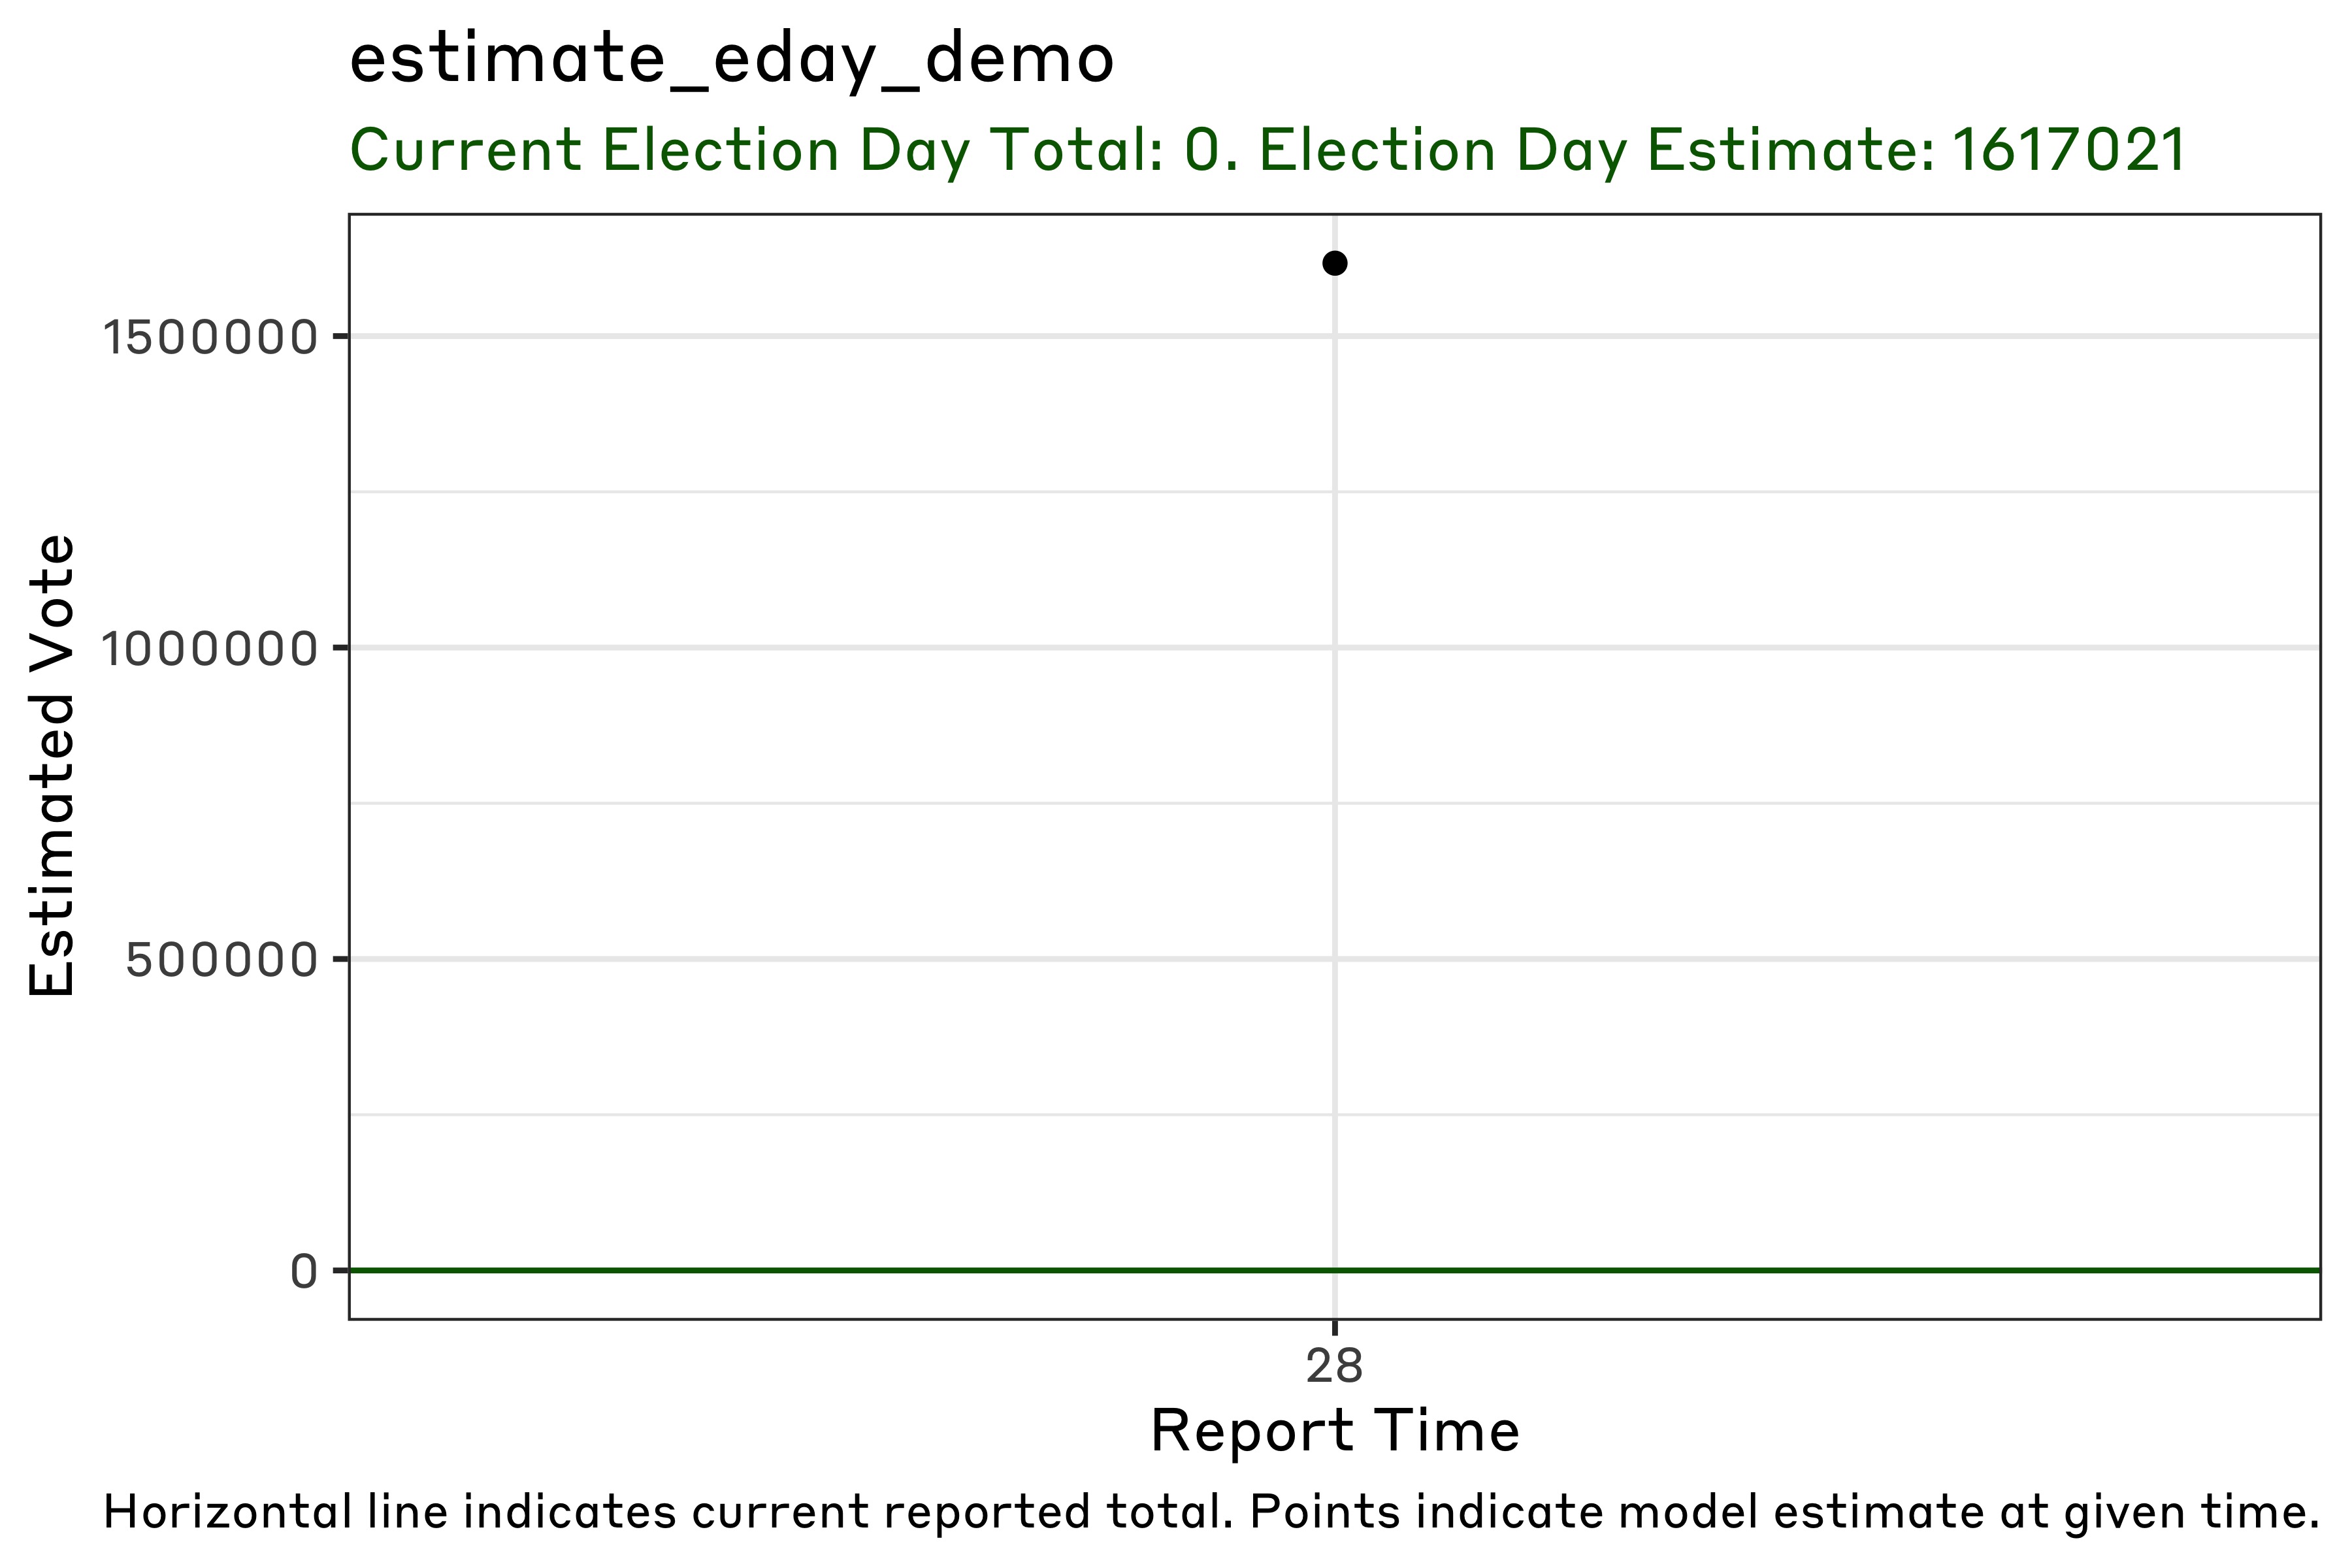 estimate_eday_demo
Current Election Day Total: 0. Election Day Estimate: 1617021
Estimated Vote
1500000
1000000
500000
0
28
Report Time
Horizontal line indicates current reported total. Points indicate model estimate at given time.